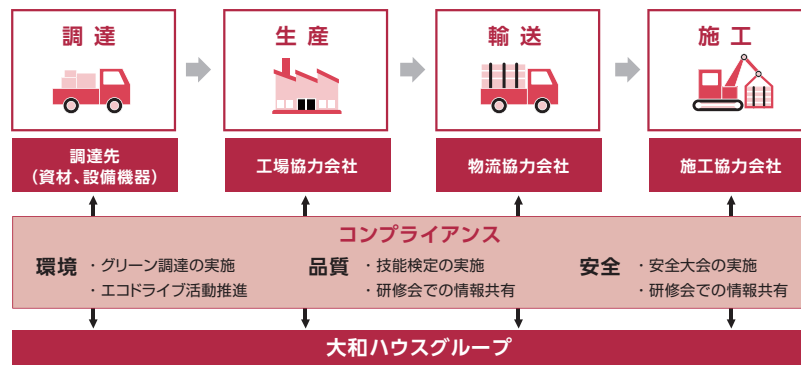 調達
生産
輸送
施工
調達先
（資材、設備機器）
工場協力会社
物流協力会社
施工協力会社
コンプライアンス
環境
・グリーン調達の実施
・エコドライブ活動推進
品質
・技能検定の実施
・研修会での情報共有
安全
・安全大会の実施
・研修会での情報共有
大和ハウスグループ